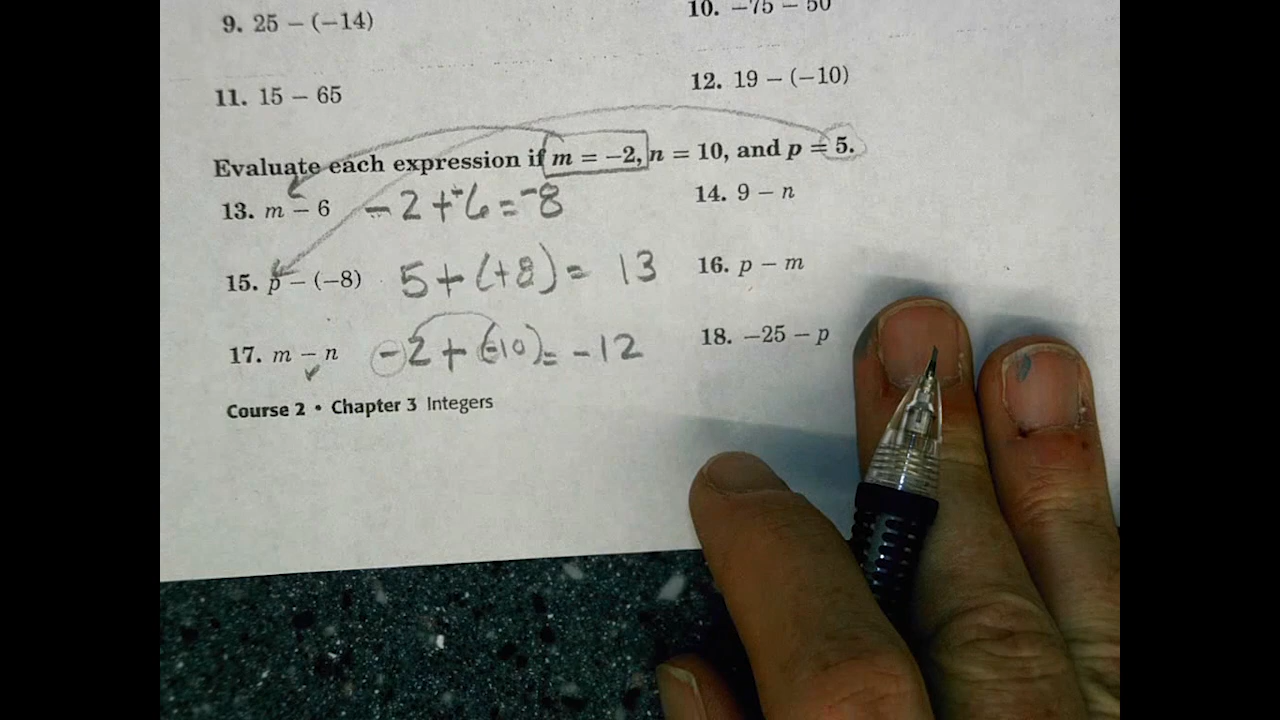 9. 25 − (−14)
10. −75 − 50
11. 15 − 65
12. 19 − (−10)
Evaluate each expression if m = −2, n = 10, and p = 5.
13. m − 6 −2 + −6 = −8
14. 9 − n
15. p − (−8) 5 + (+8) = 13
16. p − m
17. m − n −2 + (−10) = −12
18. −25 − p
Course 2 • Chapter 3 Integers